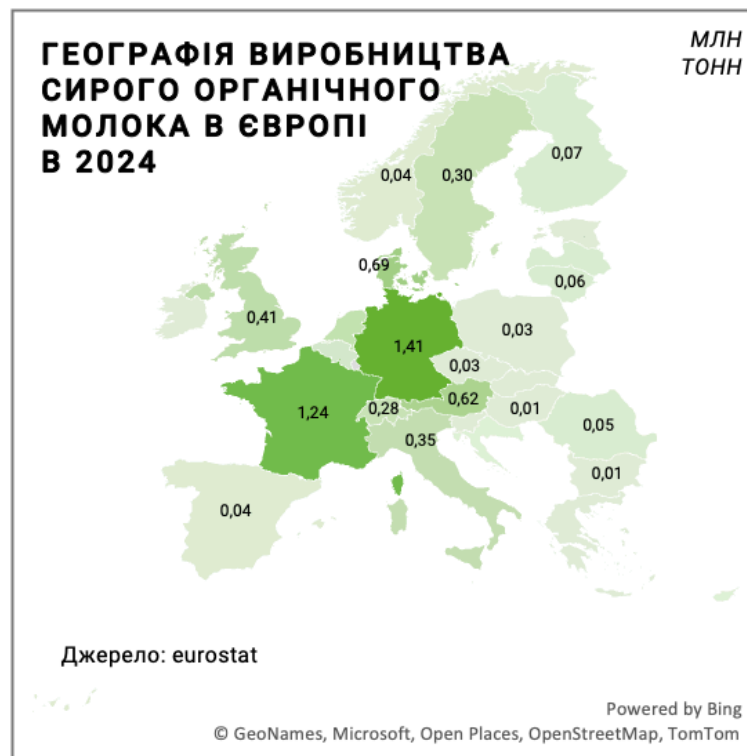 ГЕОГРАФІЯ ВИРОБНИЦТВА
СИРОГО ОРГАНІЧНОГО
МОЛОКА В ЄВРОПІ
В 2024
МЛН
ТОНН
0,07
0,04
0,30
0,69
0,06
0,41
0,03
1,41
0,03
0,62
0,28
0,01
1,24
0,05
0,35
0,01
0,04
Джерело: eurostat
Powered by Bing
© GeoNames, Microsoft, Open Places, OpenStreetMap, TomTom